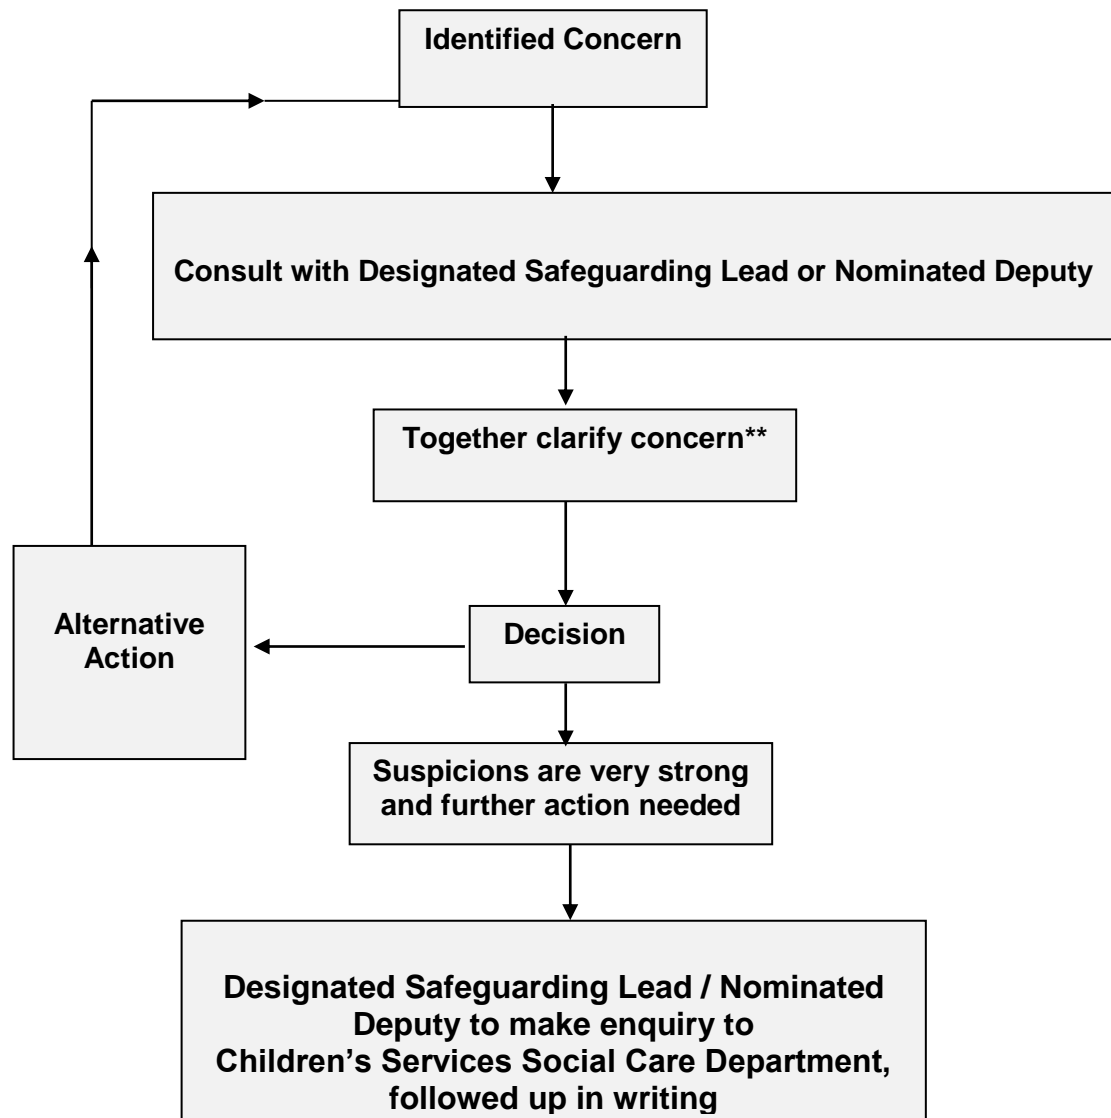 Identified Concern
Consult with Designated Safeguarding Lead or Nominated Deputy
Together clarify concern**
Alternative
Action
Decision
Suspicions are very strong
and further action needed
Designated Safeguarding Lead / Nominated
Deputy to make enquiry to
Children’s Services Social Care Department,
followed up in writing